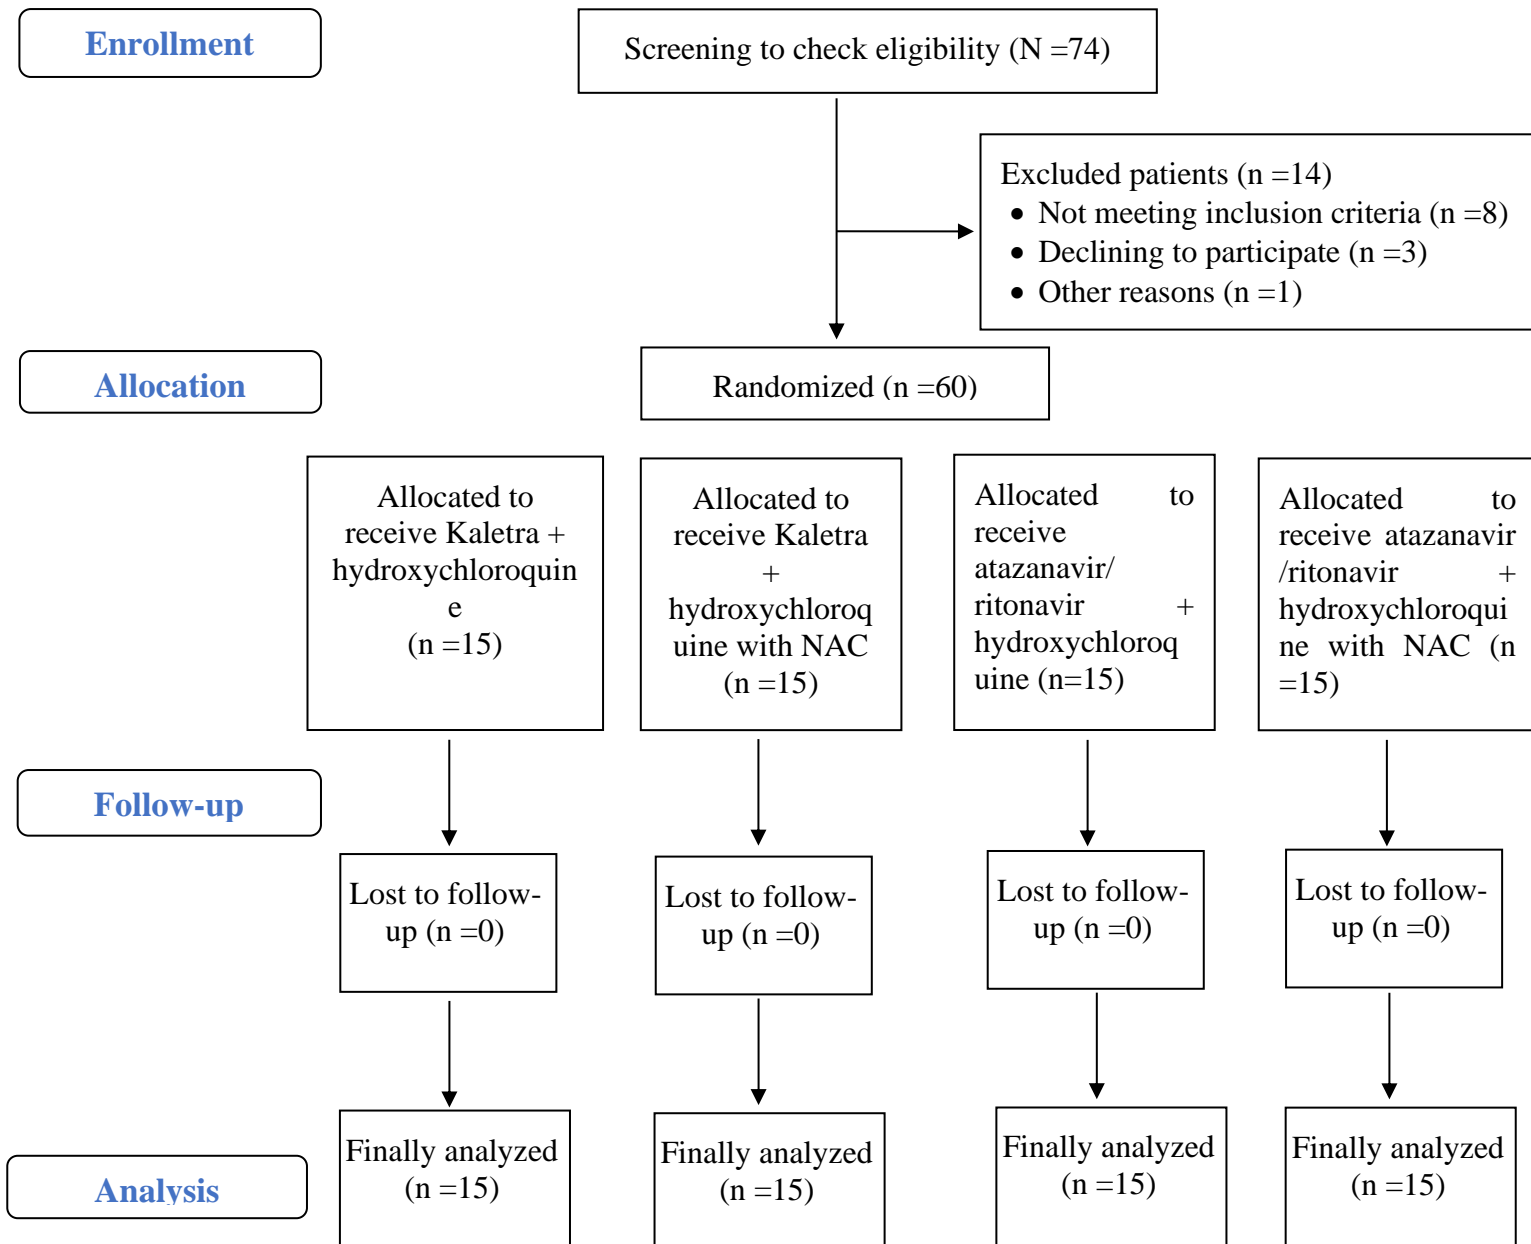 Enrollment
Screening to check eligibility (N =74)
Excluded patients (n =14)
• Not meeting inclusion criteria (n =8)
• Declining to participate (n =3)
• Other reasons (n =1)
Allocation
Randomized (n =60)
Allocated to
receive Kaletra +
hydroxychloroquin
e
(n =15)
Allocated to
receive Kaletra
+
hydroxychloroq
uine with NAC
(n =15)
Allocated to
receive
atazanavir/
ritonavir +
hydroxychloroq
uine (n=15)
Allocated to
receive atazanavir
/ritonavir +
hydroxychloroqui
ne with NAC (n
=15)
Follow-up
Lost to follow-
up (n =0)
Lost to follow-
up (n =0)
Lost to follow-
up (n =0)
Lost to follow-
up (n =0)
Analysis
Finally analyzed
(n =15)
Finally analyzed
(n =15)
Finally analyzed
(n =15)
Finally analyzed
(n =15)